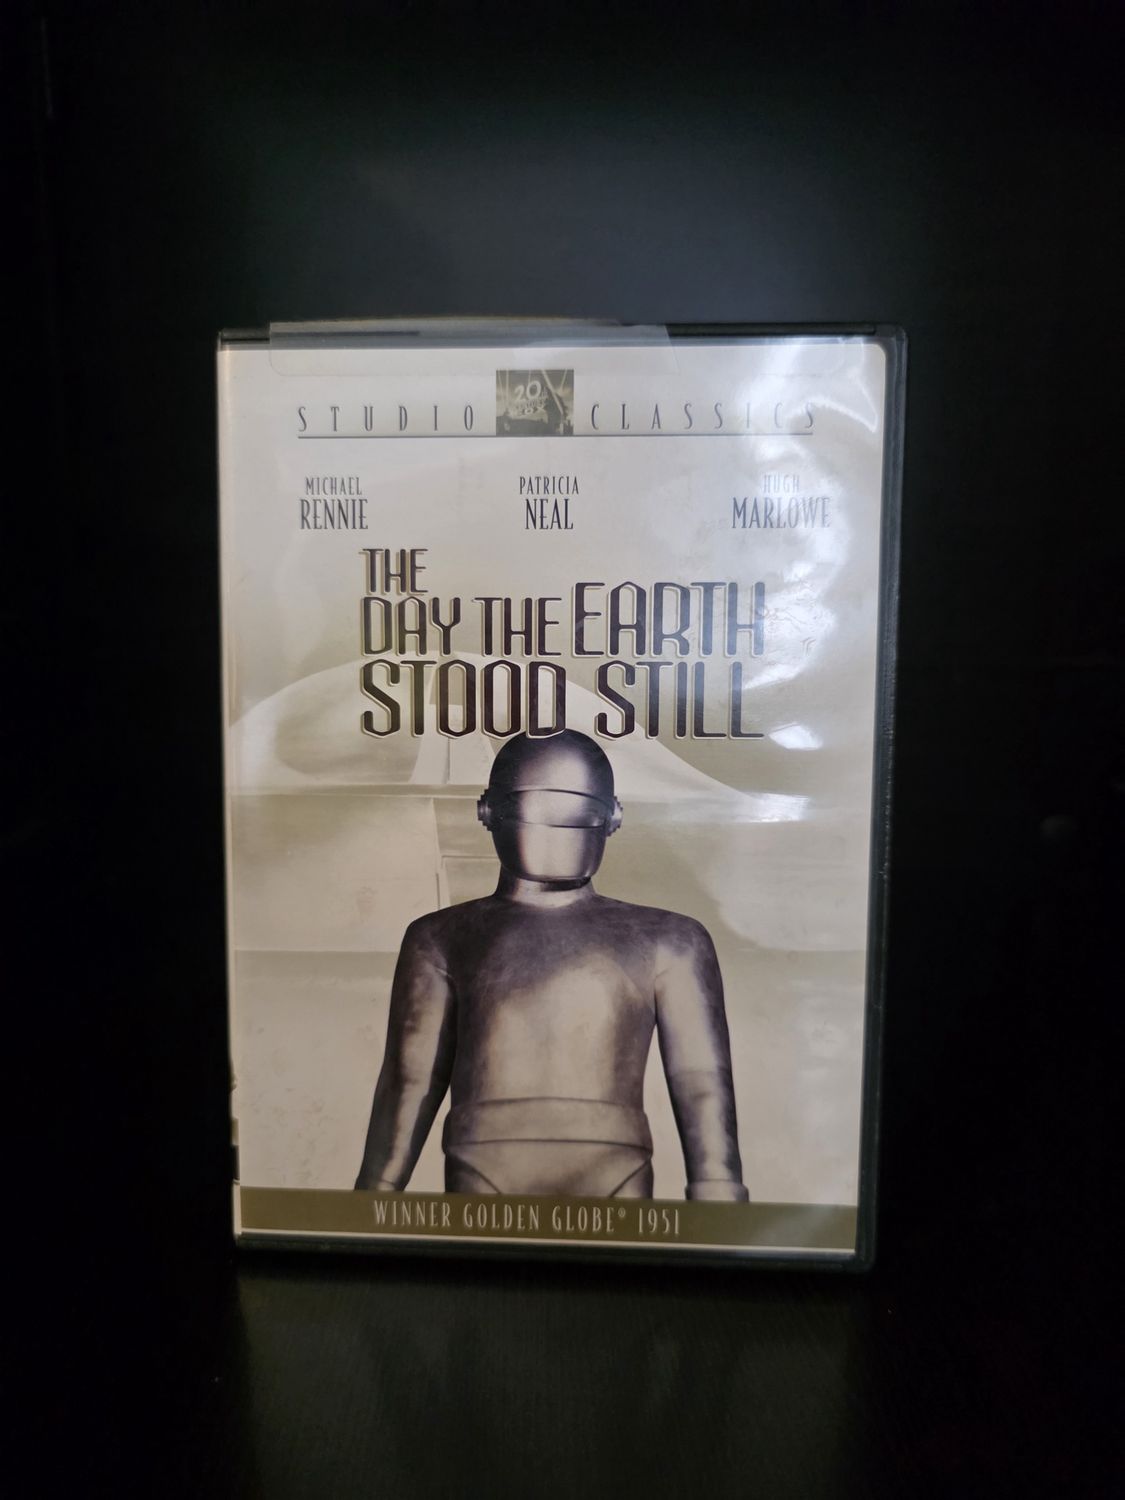 STUDIO 20th CENTURY FOX CLASSICS
MICHAEL RENNIE
PATRICIA NEAL
HUGH MARLOWE
THE
DAY THE EARTH
STOOD STILL
WINNER GOLDEN GLOBE® 1951